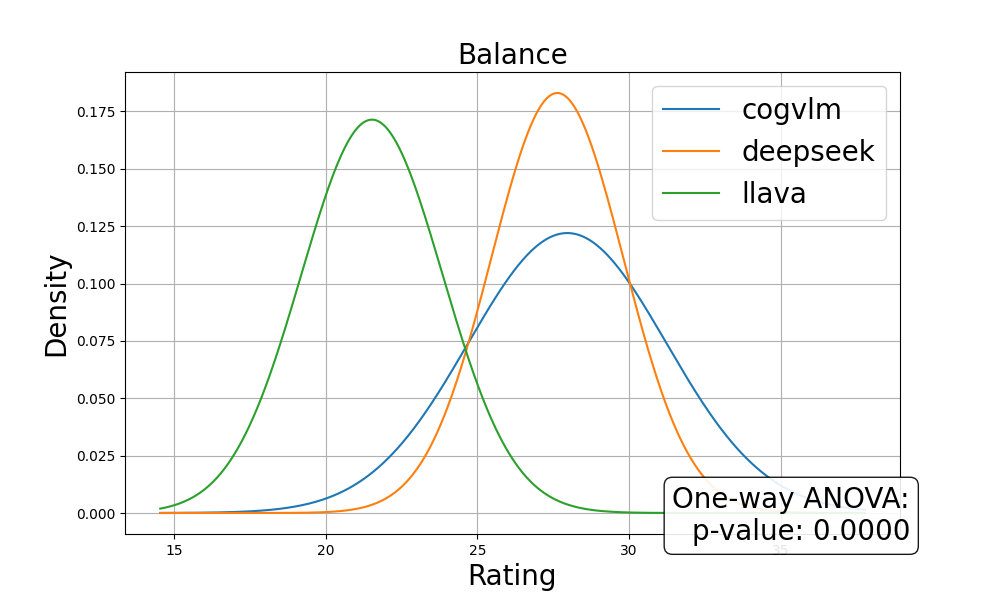 Balance
cogvlm
deepseek
llava
Density
0.175
0.150
0.125
0.100
0.075
0.050
0.025
0.000
15
20
25
30
35
Rating
One-way ANOVA:
p-value: 0.0000